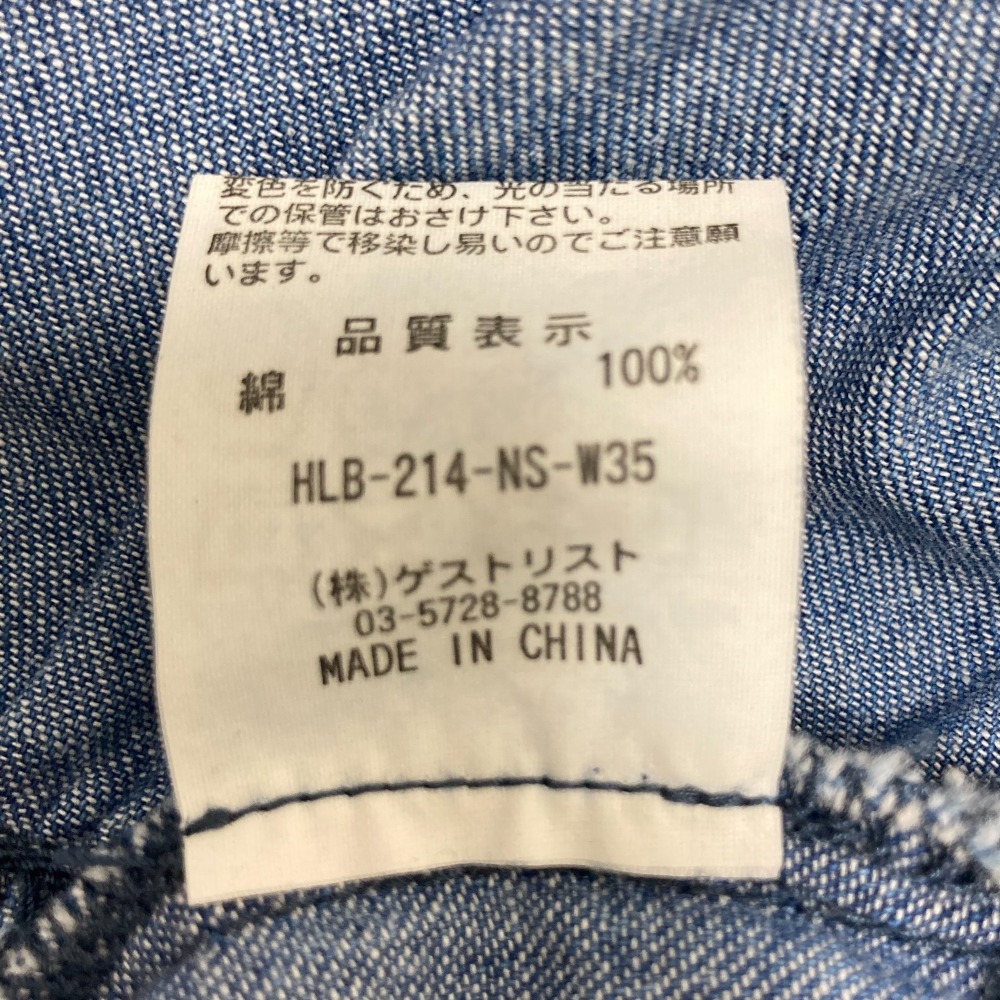 変色を防ぐため、光の当たる場所
での保管はおさけ下さい。
摩擦等で移染し易いのでご注意願
います。
品質表示
綿 100%
HLB-214-NS-W35
(株)ゲストリスト
03-5728-8788
MADE IN CHINA